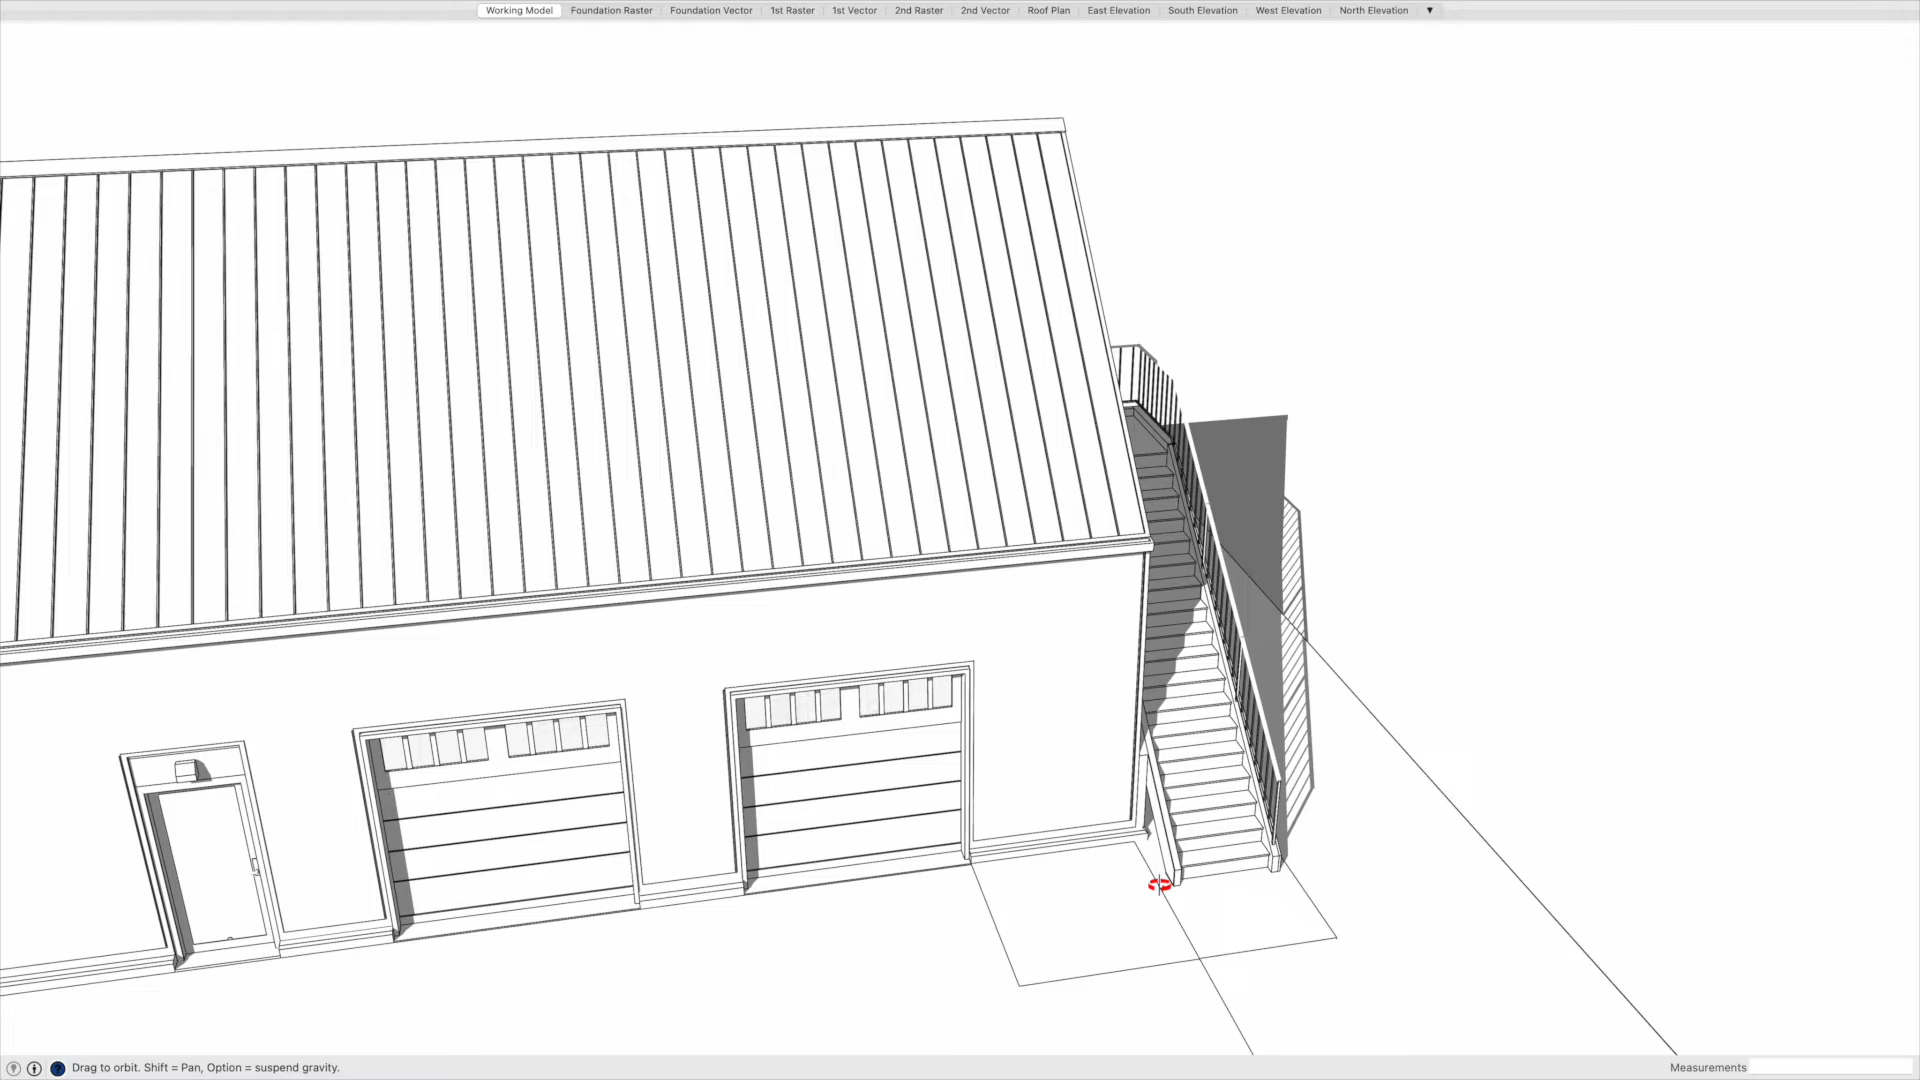 Working Model Foundation Raster Foundation Vector 1st Raster 1st Vector 2nd Raster 2nd Vector Roof Plan East Elevation South Elevation West Elevation North Elevation ▼
Drag to orbit. Shift = Pan, Option = suspend gravity. Measurements